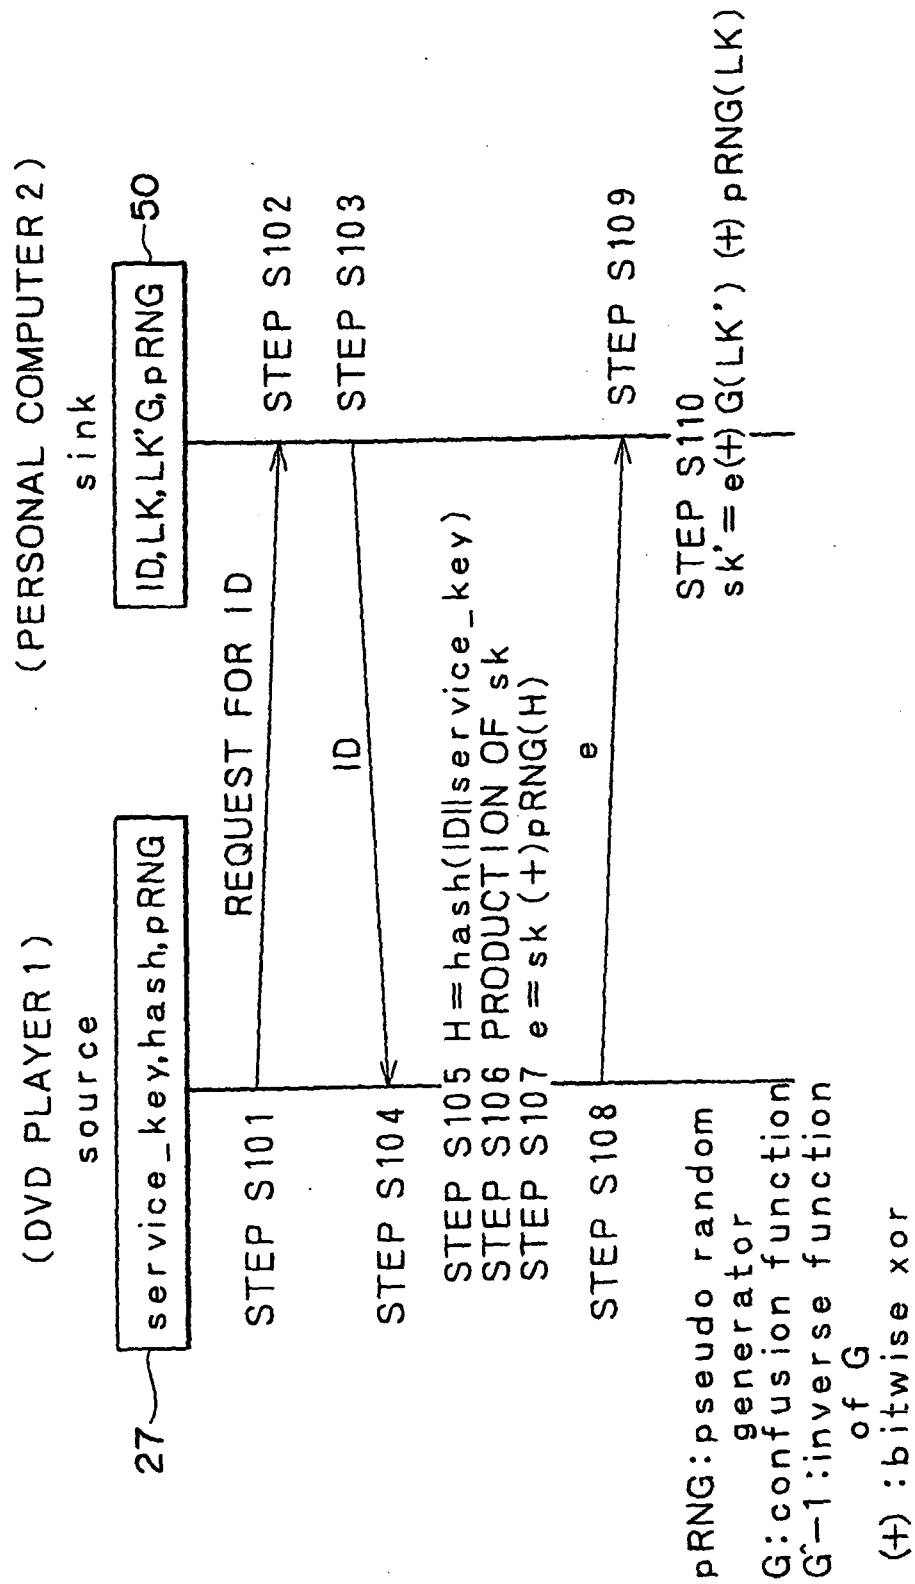 (DVD PLAYER 1)
source
(PERSONAL COMPUTER 2)
sink
27
service_key,hash,pRNG
ID,LK,LK'G,pRNG
50
STEP S101
REQUEST FOR ID
STEP S102
STEP S103
ID
STEP S104
STEP S105 H=hash(ID||service_key)
STEP S106 PRODUCTION OF sk
STEP S107 e=sk (+)pRNG(H)
STEP S108
e
STEP S109
STEP S110
sk'=e(+)G(LK') (+)pRNG(LK)
pRNG:pseudo random
generator
G:confusion function
G^-1:inverse function
of G
(+) :bitwise xor